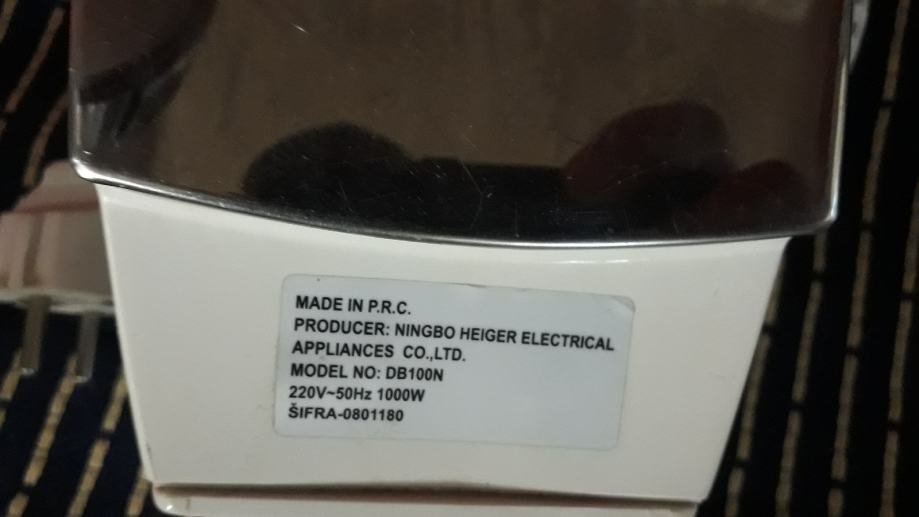 MADE IN P.R.C.
PRODUCER: NINGBO HEIGER ELECTRICAL
APPLIANCES CO.,LTD.
MODEL NO: DB100N
220V~50Hz 1000W
ŠIFRA-0801180